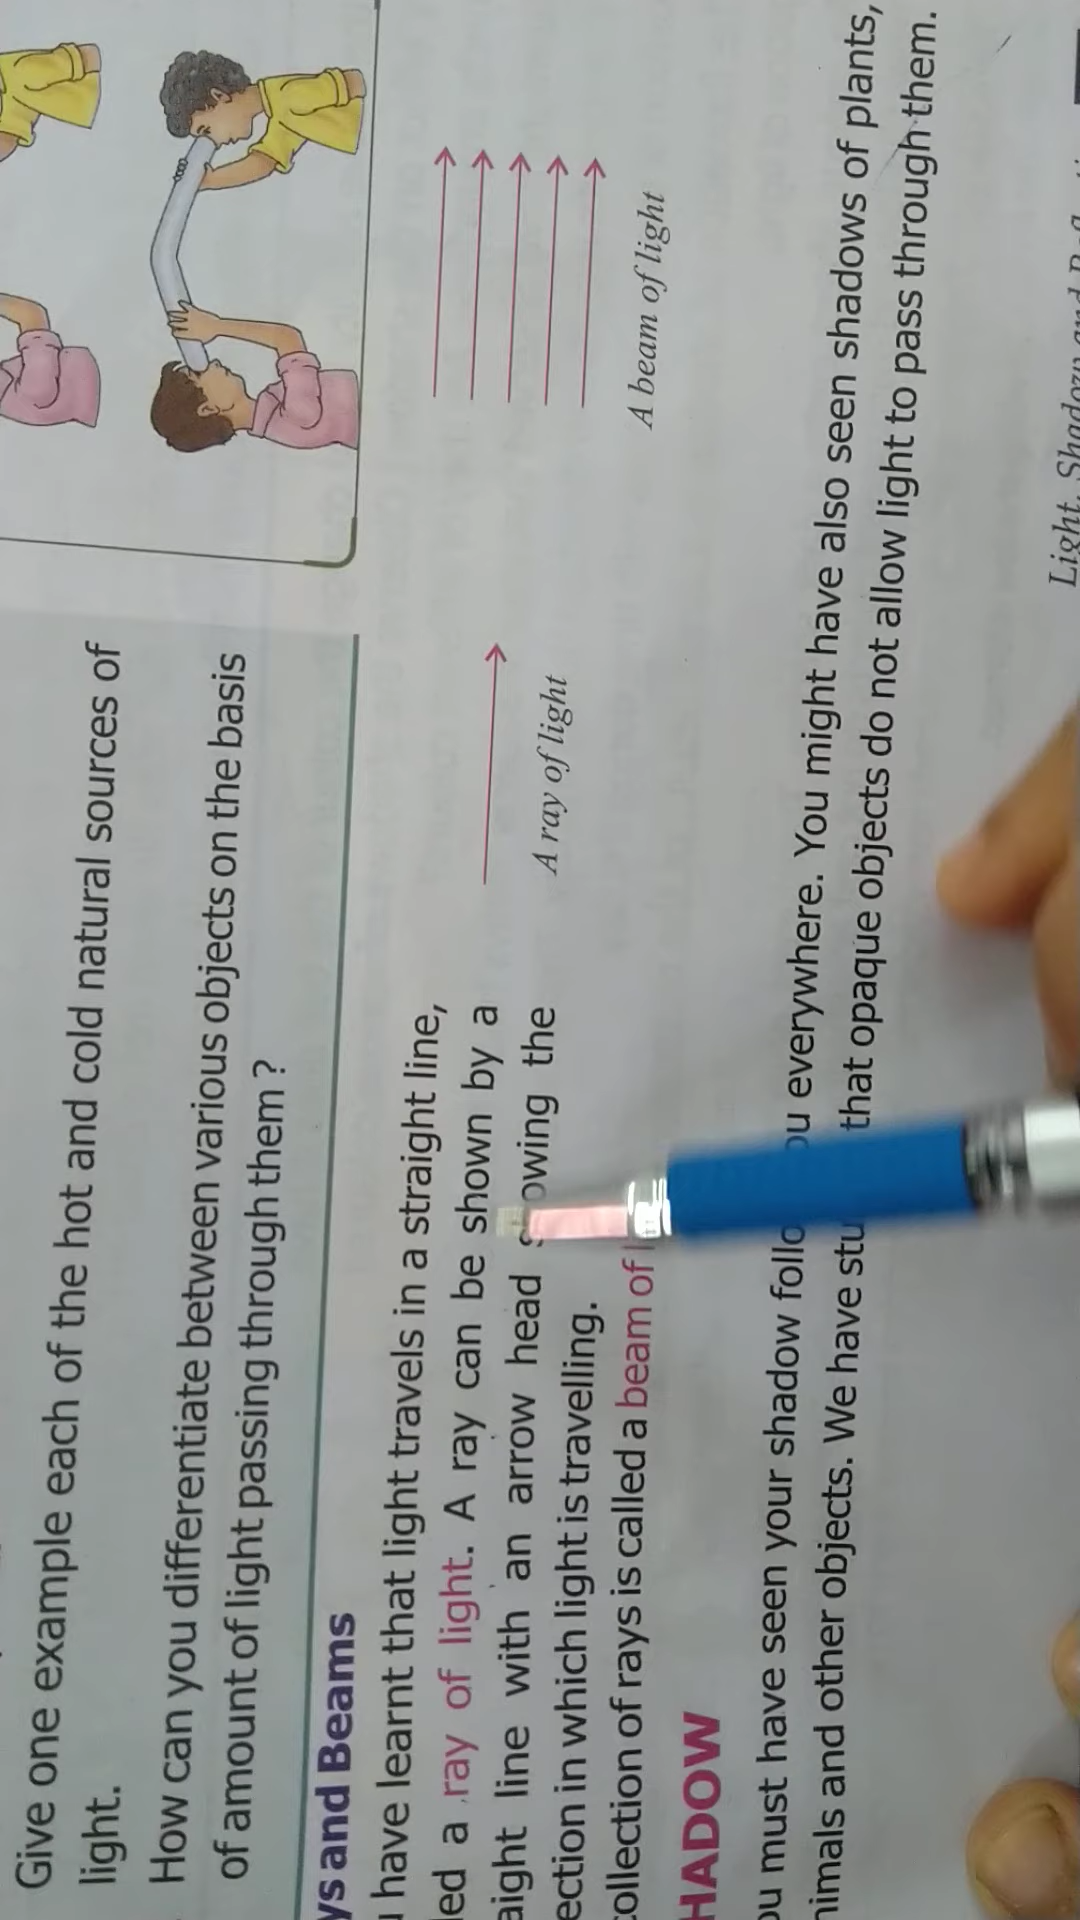 Give one example each of the hot and cold natural sources of
light.
How can you differentiate between various objects on the basis
of amount of light passing through them ?
ys and Beams
have learnt that light travels in a straight line,
led a ray of light. A ray can be shown by a
aight line with an arrow head owing the
ection in which light is travelling.
collection of rays is called a beam of
A ray of light
A beam of light
HADOW
ou must have seen your shadow follo ou everywhere. You might have also seen shadows of plants,
nimals and other objects. We have stu that opaque objects do not allow light to pass through them.
Light, Shadow and